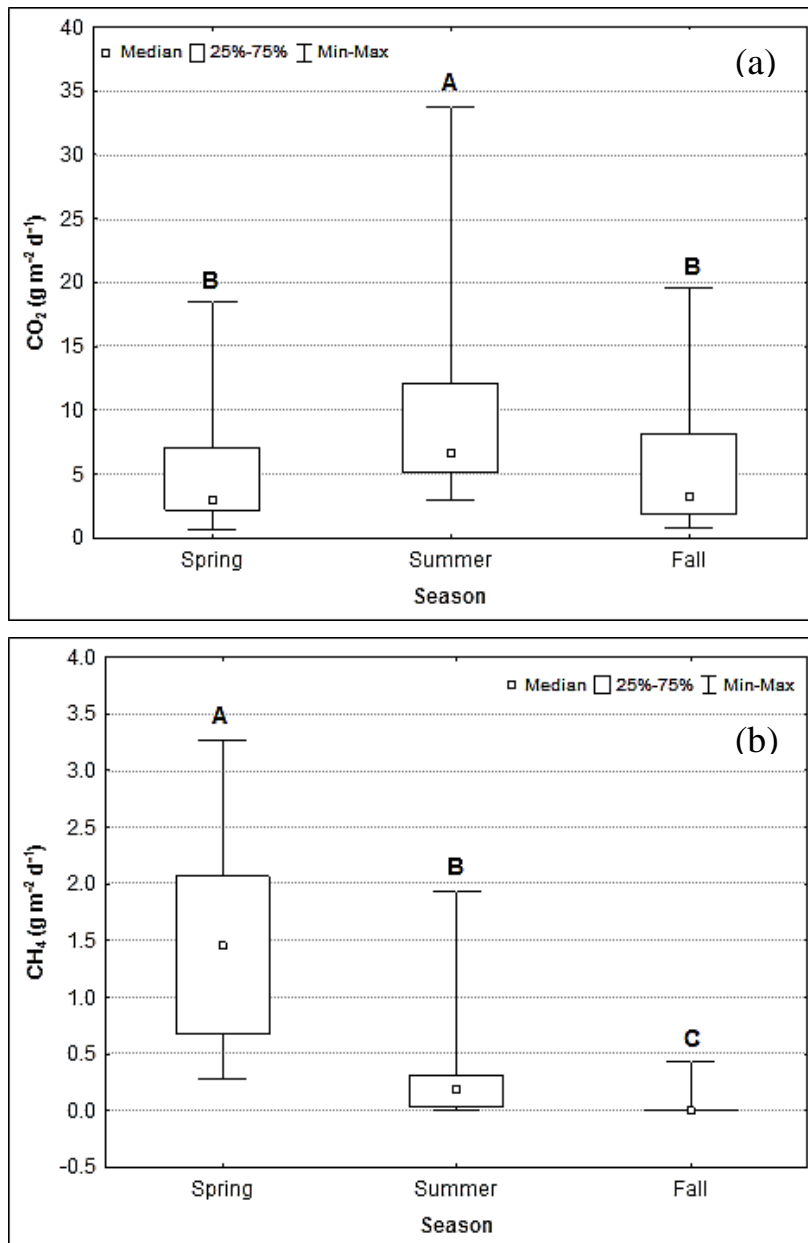 40
Median 25%-75% Min-Max
(a)
A
35
30
25
B
B
20
15
10
5
0
CO₂ (g m⁻² d⁻¹)
Spring Summer Fall
Season
4.0
Median 25%-75% Min-Max
A
(b)
3.5
3.0
2.5
B
2.0
1.5
1.0
C
0.5
0.0
-0.5
CH₄ (g m⁻² d⁻¹)
Spring Summer Fall
Season